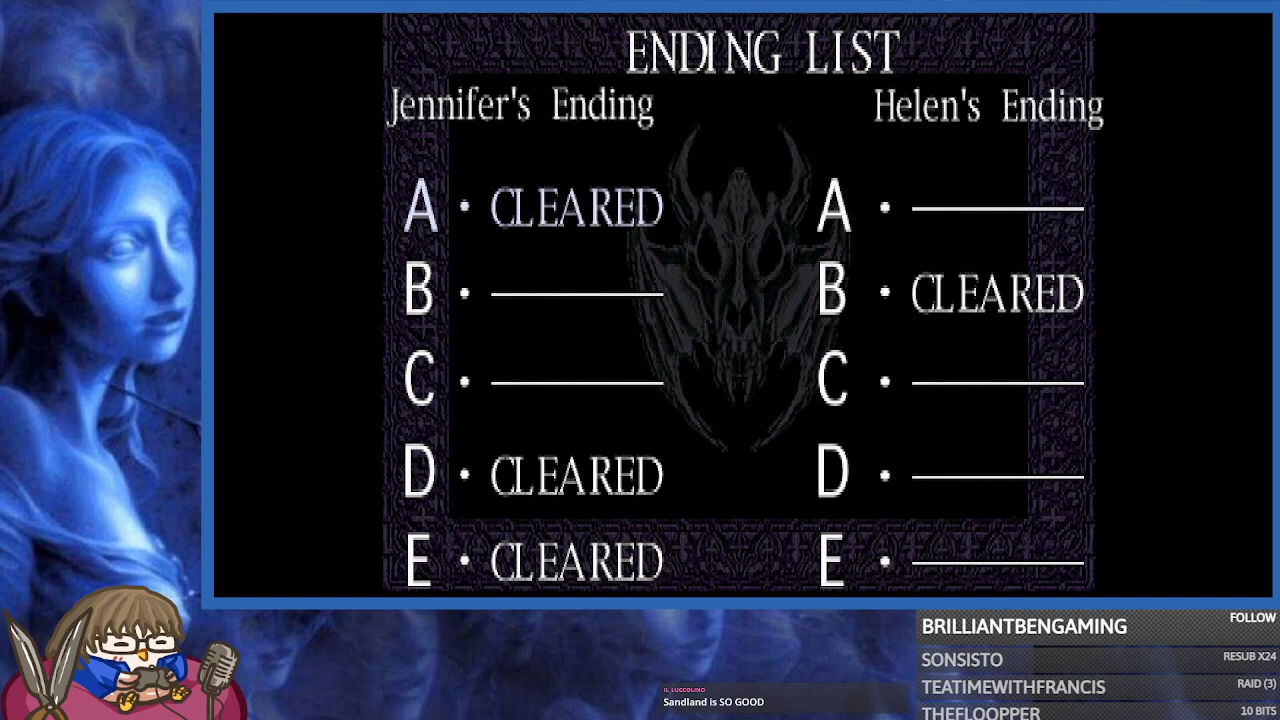 ENDING LIST
Jennifer's Ending
Helen's Ending
A · CLEARED
A ·
B ·
B · CLEARED
C ·
C ·
D · CLEARED
D ·
E · CLEARED
E ·
BRILLIANTBENGAMING FOLLOW
SONSISTO RESUB X24
TEATIMEWITHFRANCIS RAID (3)
THEFLOOPPER 10 BITS
IL_LUCCOLINO
Sandland is SO GOOD